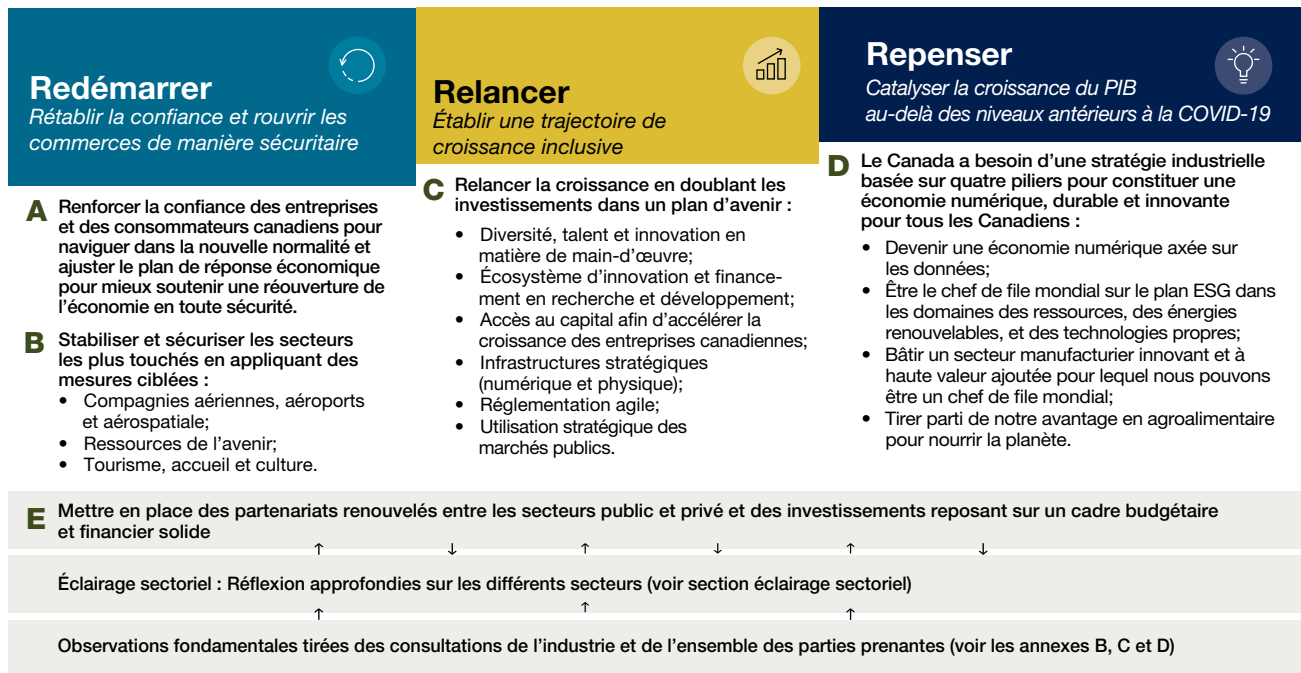 Redémarrer
Rétablir la confiance et rouvrir les
commerces de manière sécuritaire
A Renforcer la confiance des entreprises
et des consommateurs canadiens pour
naviguer dans la nouvelle normalité et
ajuster le plan de réponse économique
pour mieux soutenir une réouverture de
l’économie en toute sécurité.
B Stabiliser et sécuriser les secteurs
les plus touchés en appliquant des
mesures ciblées :
• Compagnies aériennes, aéroports
et aérospatiale;
• Ressources de l’avenir;
• Tourisme, accueil et culture.
Relancer
Établir une trajectoire de
croissance inclusive
C Relancer la croissance en doublant les
investissements dans un plan d’avenir :
• Diversité, talent et innovation en
matière de main-d’œuvre;
• Écosystème d’innovation et finance-
ment en recherche et développement;
• Accès au capital afin d’accélérer la
croissance des entreprises canadiennes;
• Infrastructures stratégiques
(numérique et physique);
• Réglementation agile;
• Utilisation stratégique des
marchés publics.
Repenser
Catalyser la croissance du PIB
au-delà des niveaux antérieurs à la COVID-19
D Le Canada a besoin d’une stratégie industrielle
basée sur quatre piliers pour constituer une
économie numérique, durable et innovante
pour tous les Canadiens :
• Devenir une économie numérique axée sur
les données;
• Être le chef de file mondial sur le plan ESG dans
les domaines des ressources, des énergies
renouvelables, et des technologies propres;
• Bâtir un secteur manufacturier innovant et à
haute valeur ajoutée pour lequel nous pouvons
être un chef de file mondial;
• Tirer parti de notre avantage en agroalimentaire
pour nourrir la planète.
E Mettre en place des partenariats renouvelés entre les secteurs public et privé et des investissements reposant sur un cadre budgétaire
et financier solide
Éclairage sectoriel : Réflexion approfondies sur les différents secteurs (voir section éclairage sectoriel)
Observations fondamentales tirées des consultations de l’industrie et de l’ensemble des parties prenantes (voir les annexes B, C et D)